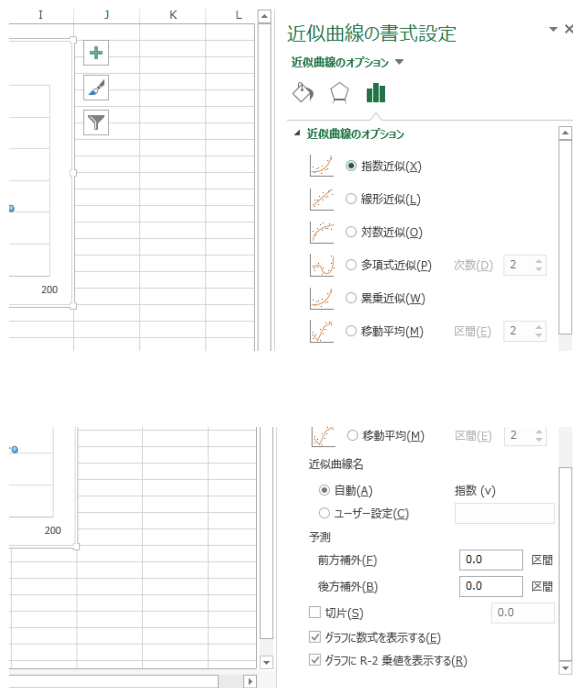 I J K L
近似曲線の書式設定
近似曲線のオプション
近似曲線のオプション
指数近似(X)
線形近似(L)
対数近似(O)
多項式近似(P) 次数(D) 2
累乗近似(W)
移動平均(M) 区間(E) 2
200
移動平均(M) 区間(E) 2
近似曲線名
自動(A) 指数 (v)
ユーザー設定(C)
予測
前方補外(F) 0.0 区間
後方補外(B) 0.0 区間
切片(S) 0.0
グラフに数式を表示する(E)
グラフに R-2 乗値を表示する(R)
200